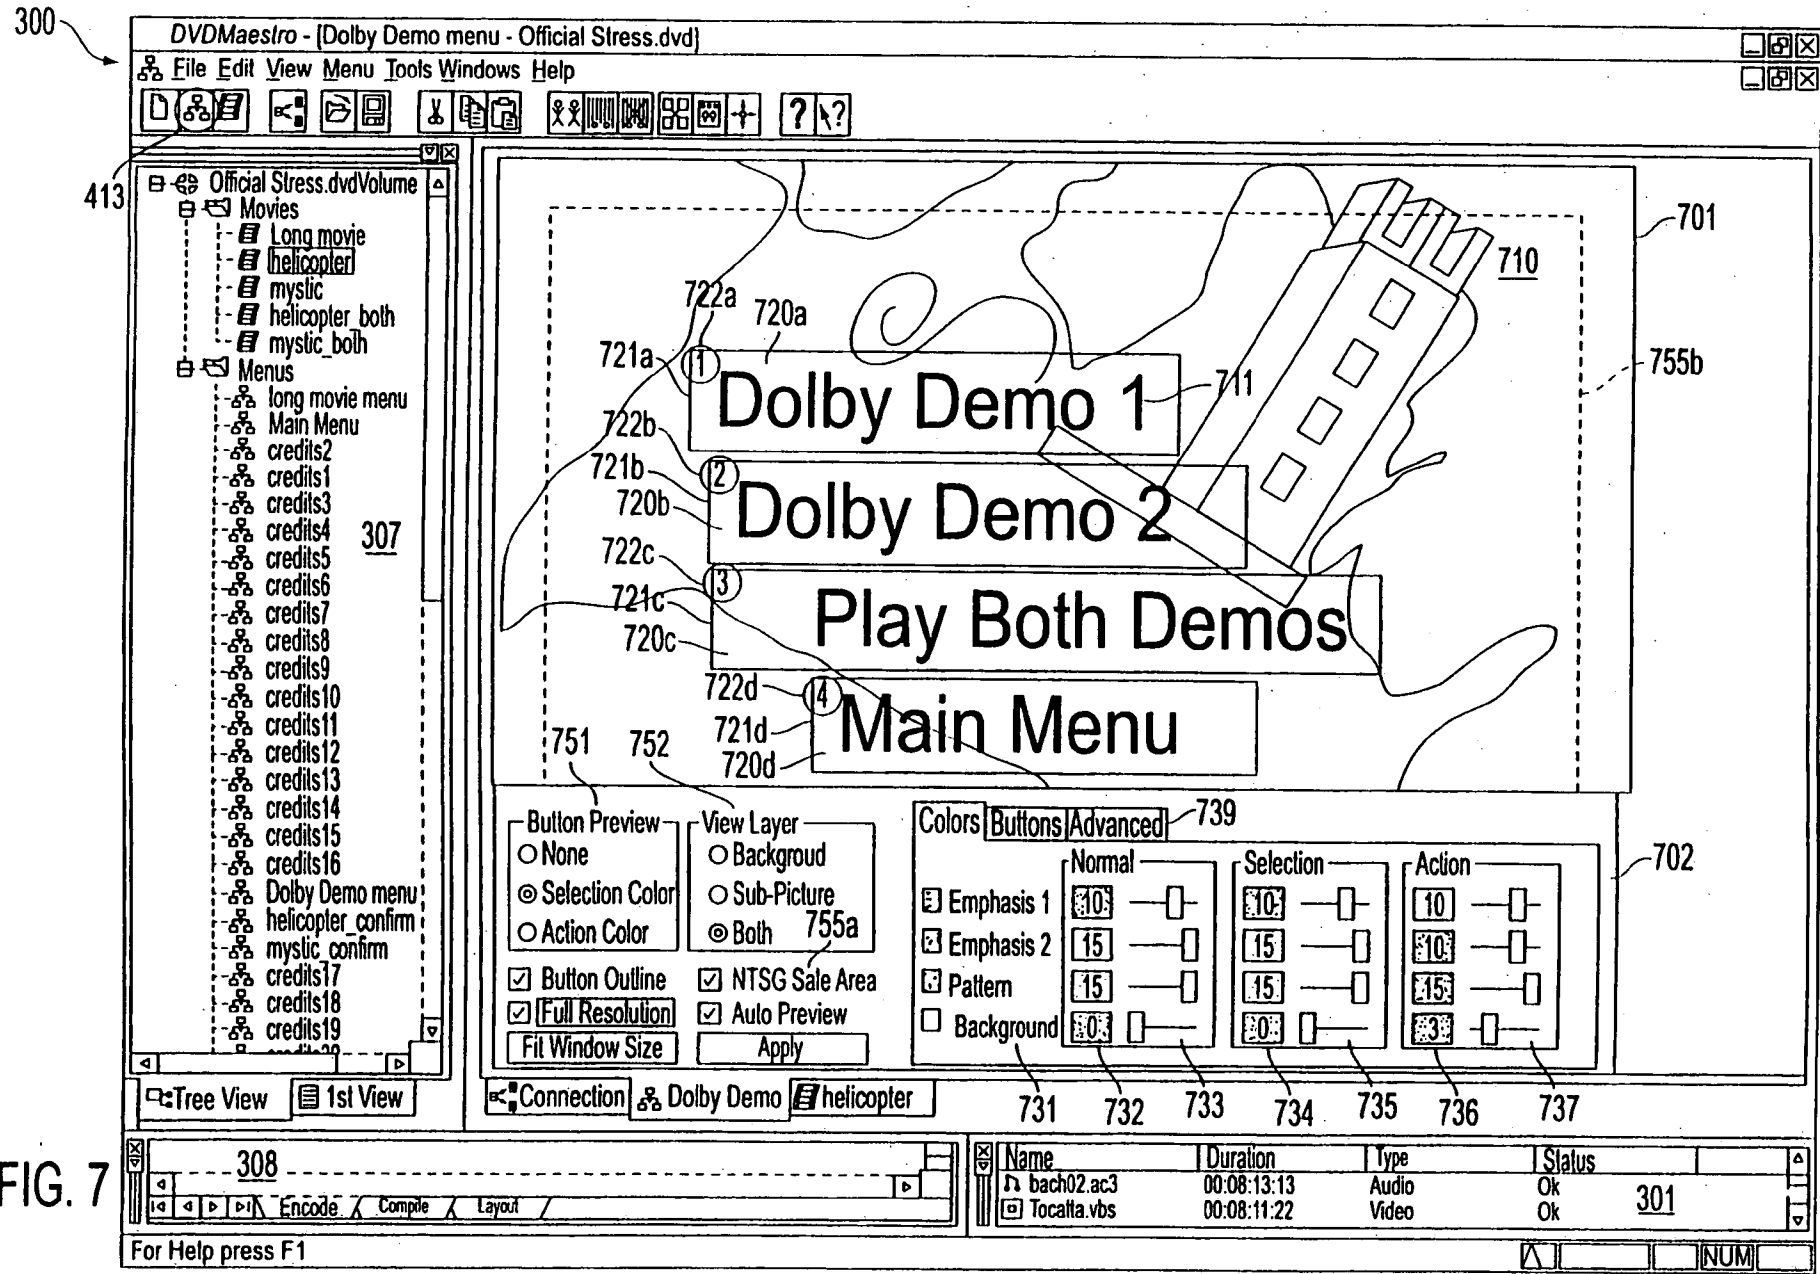 300
DVDMaestro - [Dolby Demo menu - Official Stress.dvd]
File Edit View Menu Tools Windows Help
? ?
413
Official Stress.dvdVolume
Movies
Long movie
helicopter
mystic
helicopter_both
mystic_both
Menus
long movie menu
Main Menu
credits2
credits1
credits3
credits4
credits5
credits6
credits7
credits8
credits9
credits10
credits11
credits12
credits13
credits14
credits15
credits16
Dolby Demo menu
helicopter_confirm
mystic_confirm
credits17
credits18
credits19
307
Tree View 1st View
701
710
755b
722a
720a
721a
1
Dolby Demo 1
711
722b
721b
720b
2
Dolby Demo 2
722c
721c
720c
3
Play Both Demos
722d
721d
720d
4
Main Menu
751
752
Button Preview
None
Selection Color
Action Color
View Layer
Backgroud
Sub-Picture
Both
755a
Button Outline
NTSG Sale Area
Full Resolution
Auto Preview
Fit Window Size
Apply
Colors Buttons Advanced
739
702
Normal Selection Action
Emphasis 1 10 10 10
Emphasis 2 15 15 10
Pattern 15 15 15
Background 0 0 3
731 732 733 734 735 736 737
Connection Dolby Demo helicopter
FIG. 7
308
Encode Compile Layout
Name Duration Type Status
bach02.ac3 00:08:13:13 Audio Ok
Tocatta.vbs 00:08:11:22 Video Ok
301
For Help press F1
NUM